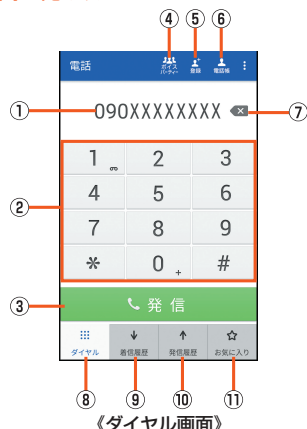 ④ ⑤ ⑥
電話 ボイスパーティー 登録 電話帳
① 090XXXXXXXX ⑦
②
1 2 3
4 5 6
7 8 9
* 0 + #
③ 発信
ダイヤル 着信履歴 発信履歴 お気に入り
⑧ ⑨ ⑩ ⑪
《ダイヤル画面》